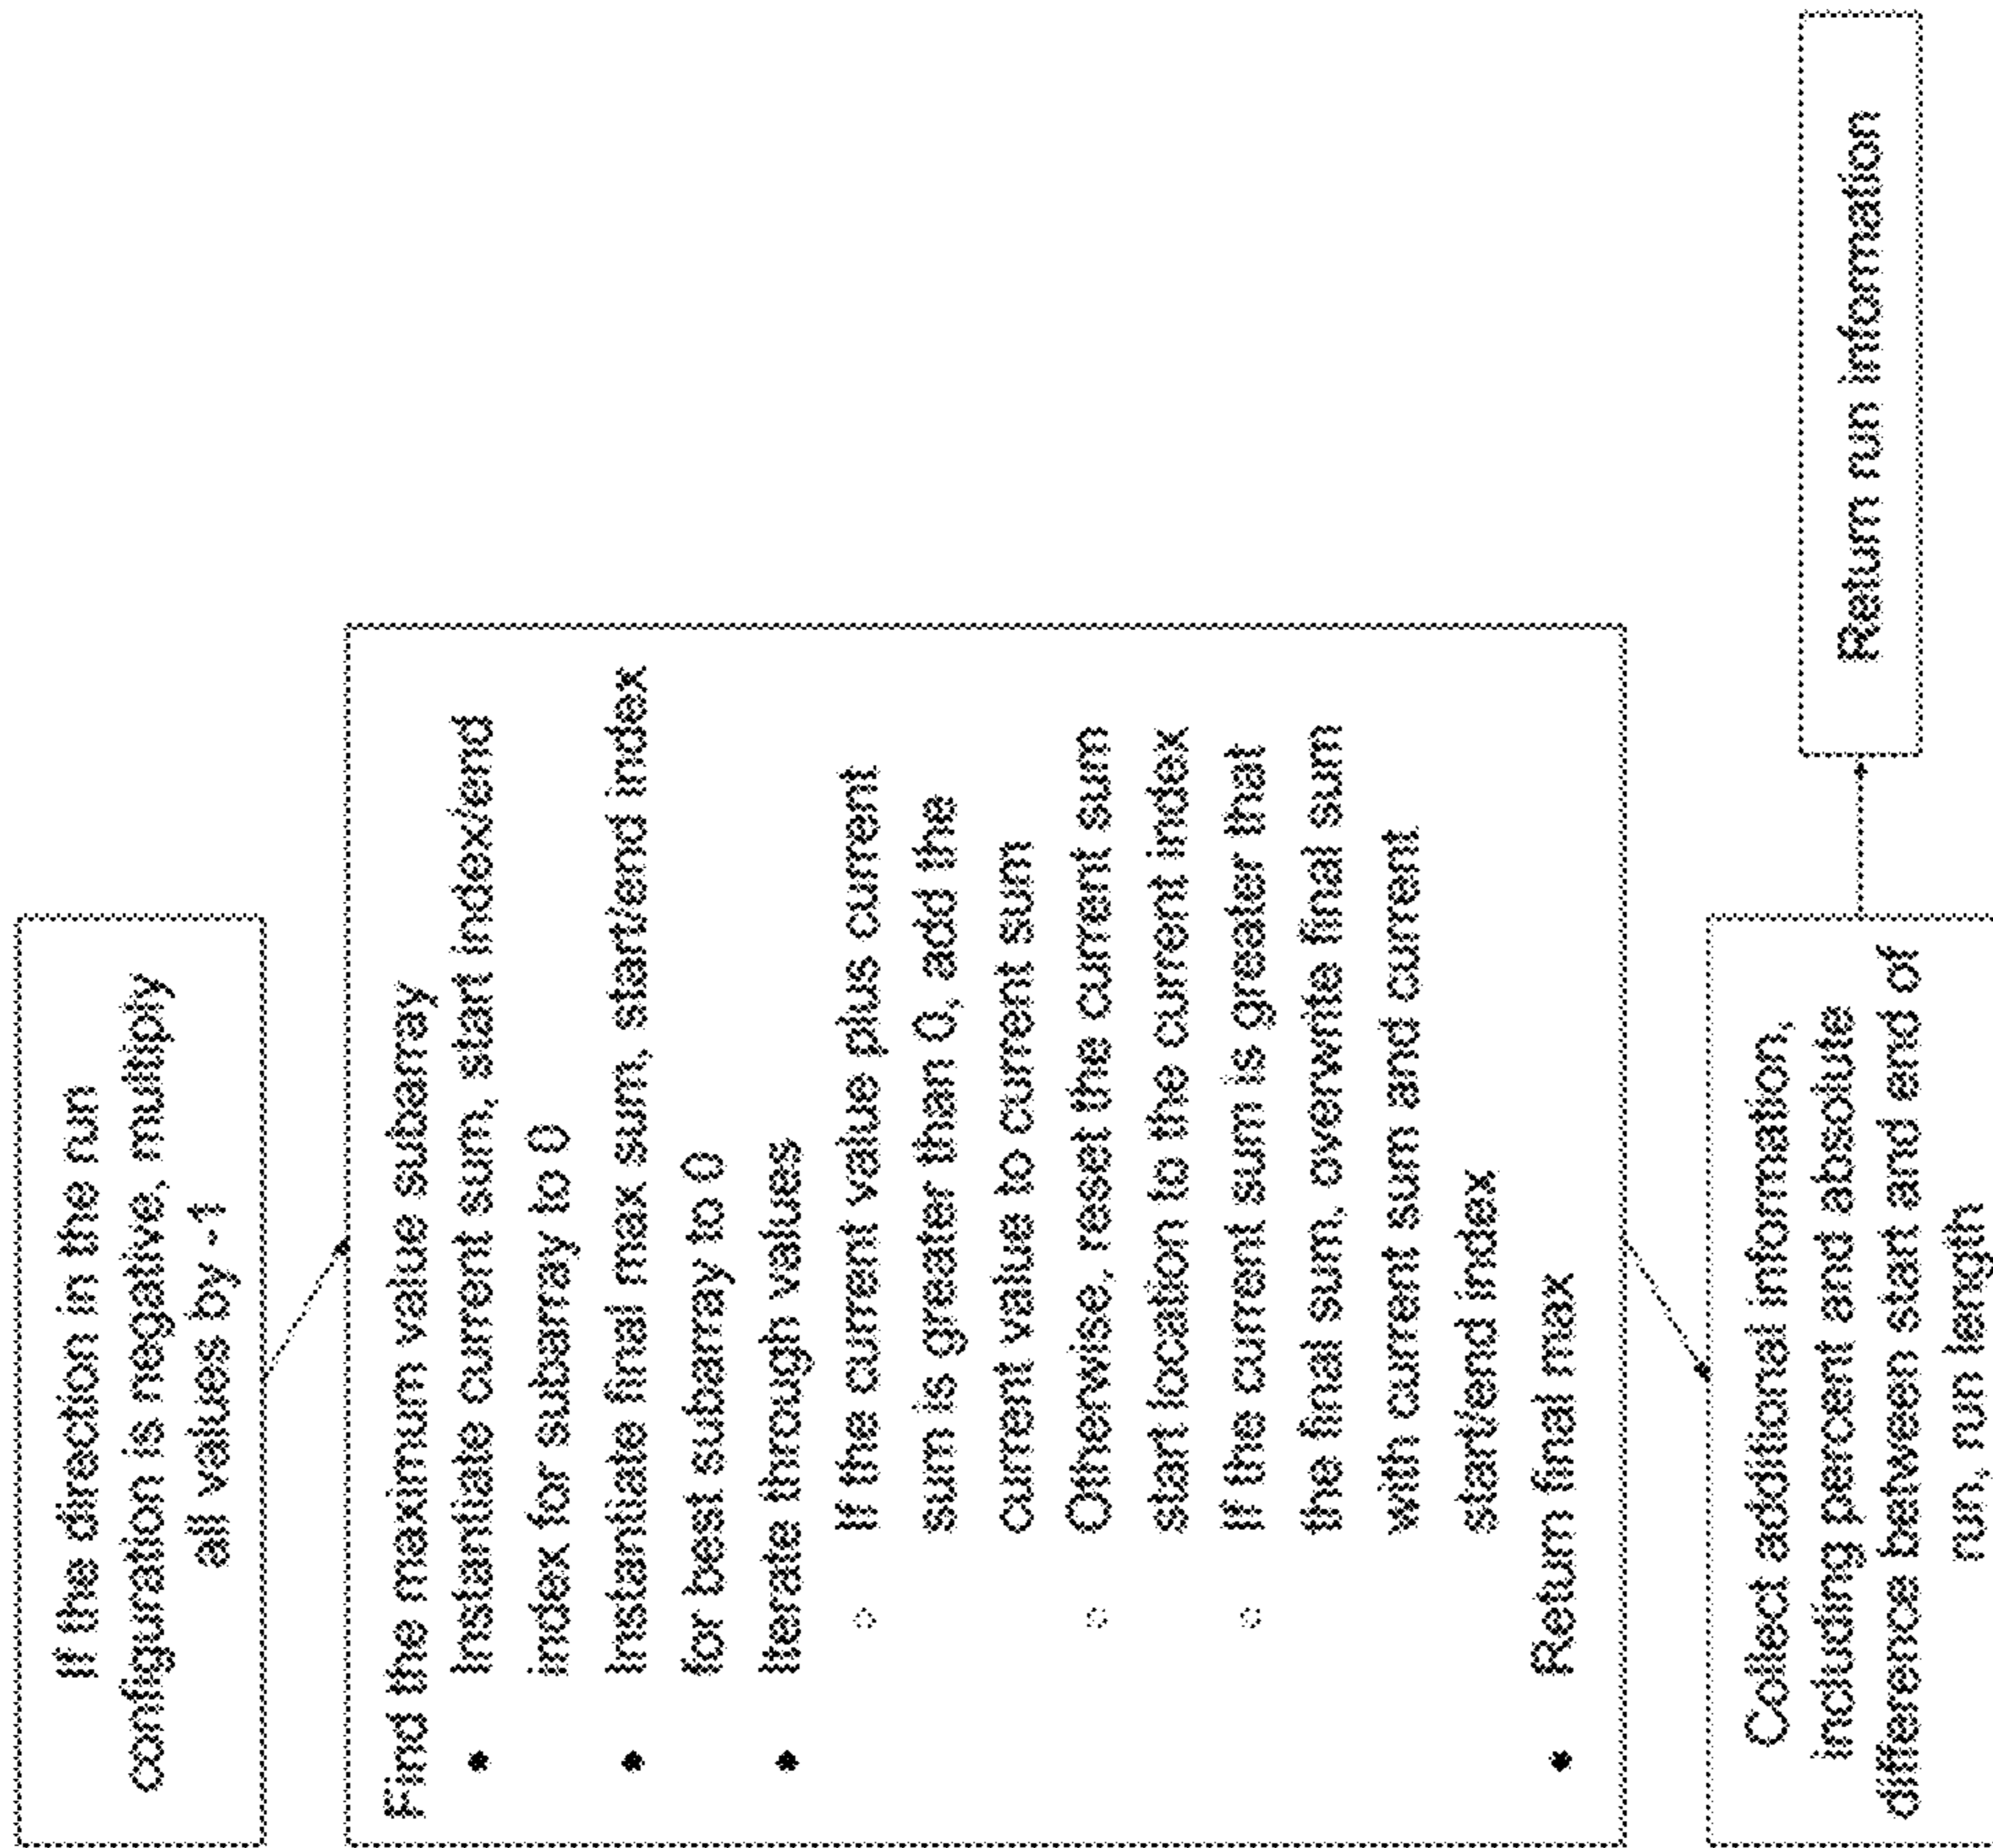 If the direction in the run
configuration is negative, multiply
all values by -1
Find the maximum value subarray
Instantiate current sum, start index/end
index for subarray to 0
Instantiate final max sum, start/end index
for best subarray to 0
Iterate through values
If the current value plus current
sum is greater than 0, add the
current value to current sum
Otherwise, reset the current sum
start location to the current index
If the current sum is greater that
the final sum, overwrite final sum
with current sum and current
start/end index
Return final max
Collect additional information,
including percent and absolute
difference between start and end of
run, run length
Return run information